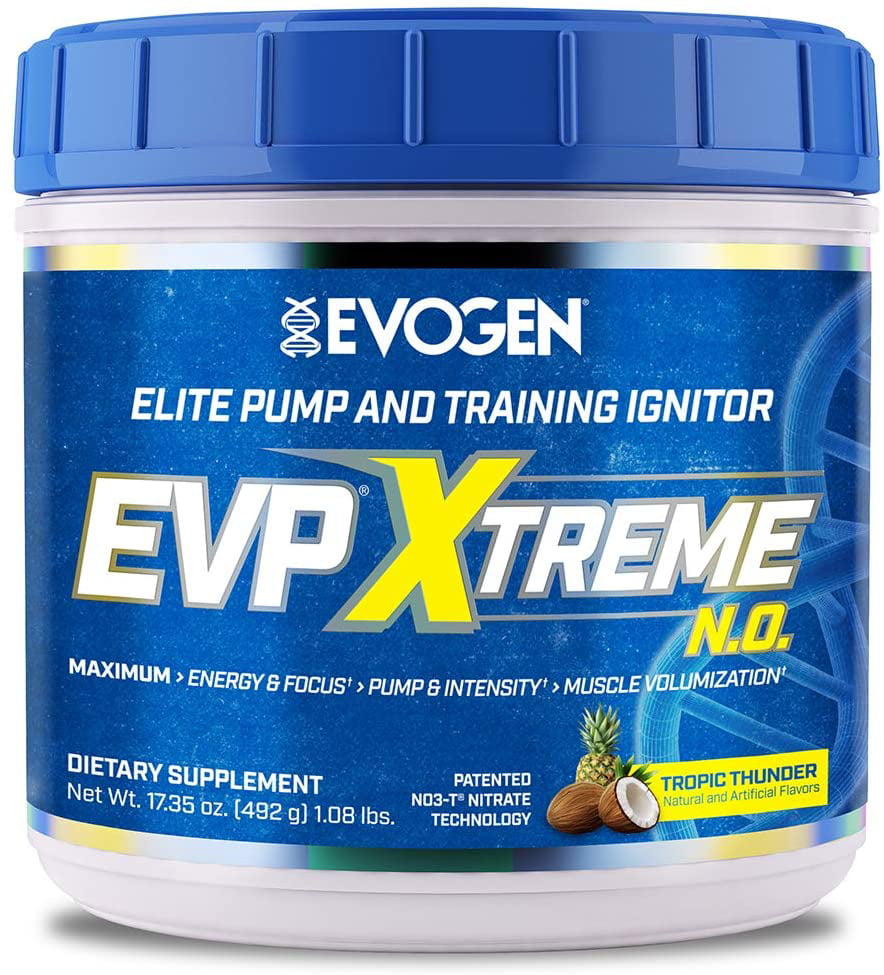 EVOGEN®
ELITE PUMP AND TRAINING IGNITOR
EVP® XTREME
N.O.
MAXIMUM > ENERGY & FOCUS† > PUMP & INTENSITY† > MUSCLE VOLUMIZATION†
DIETARY SUPPLEMENT
Net Wt. 17.35 oz. (492 g) 1.08 lbs.
PATENTED
NO3-T® NITRATE
TECHNOLOGY
TROPIC THUNDER
Natural and Artificial Flavors